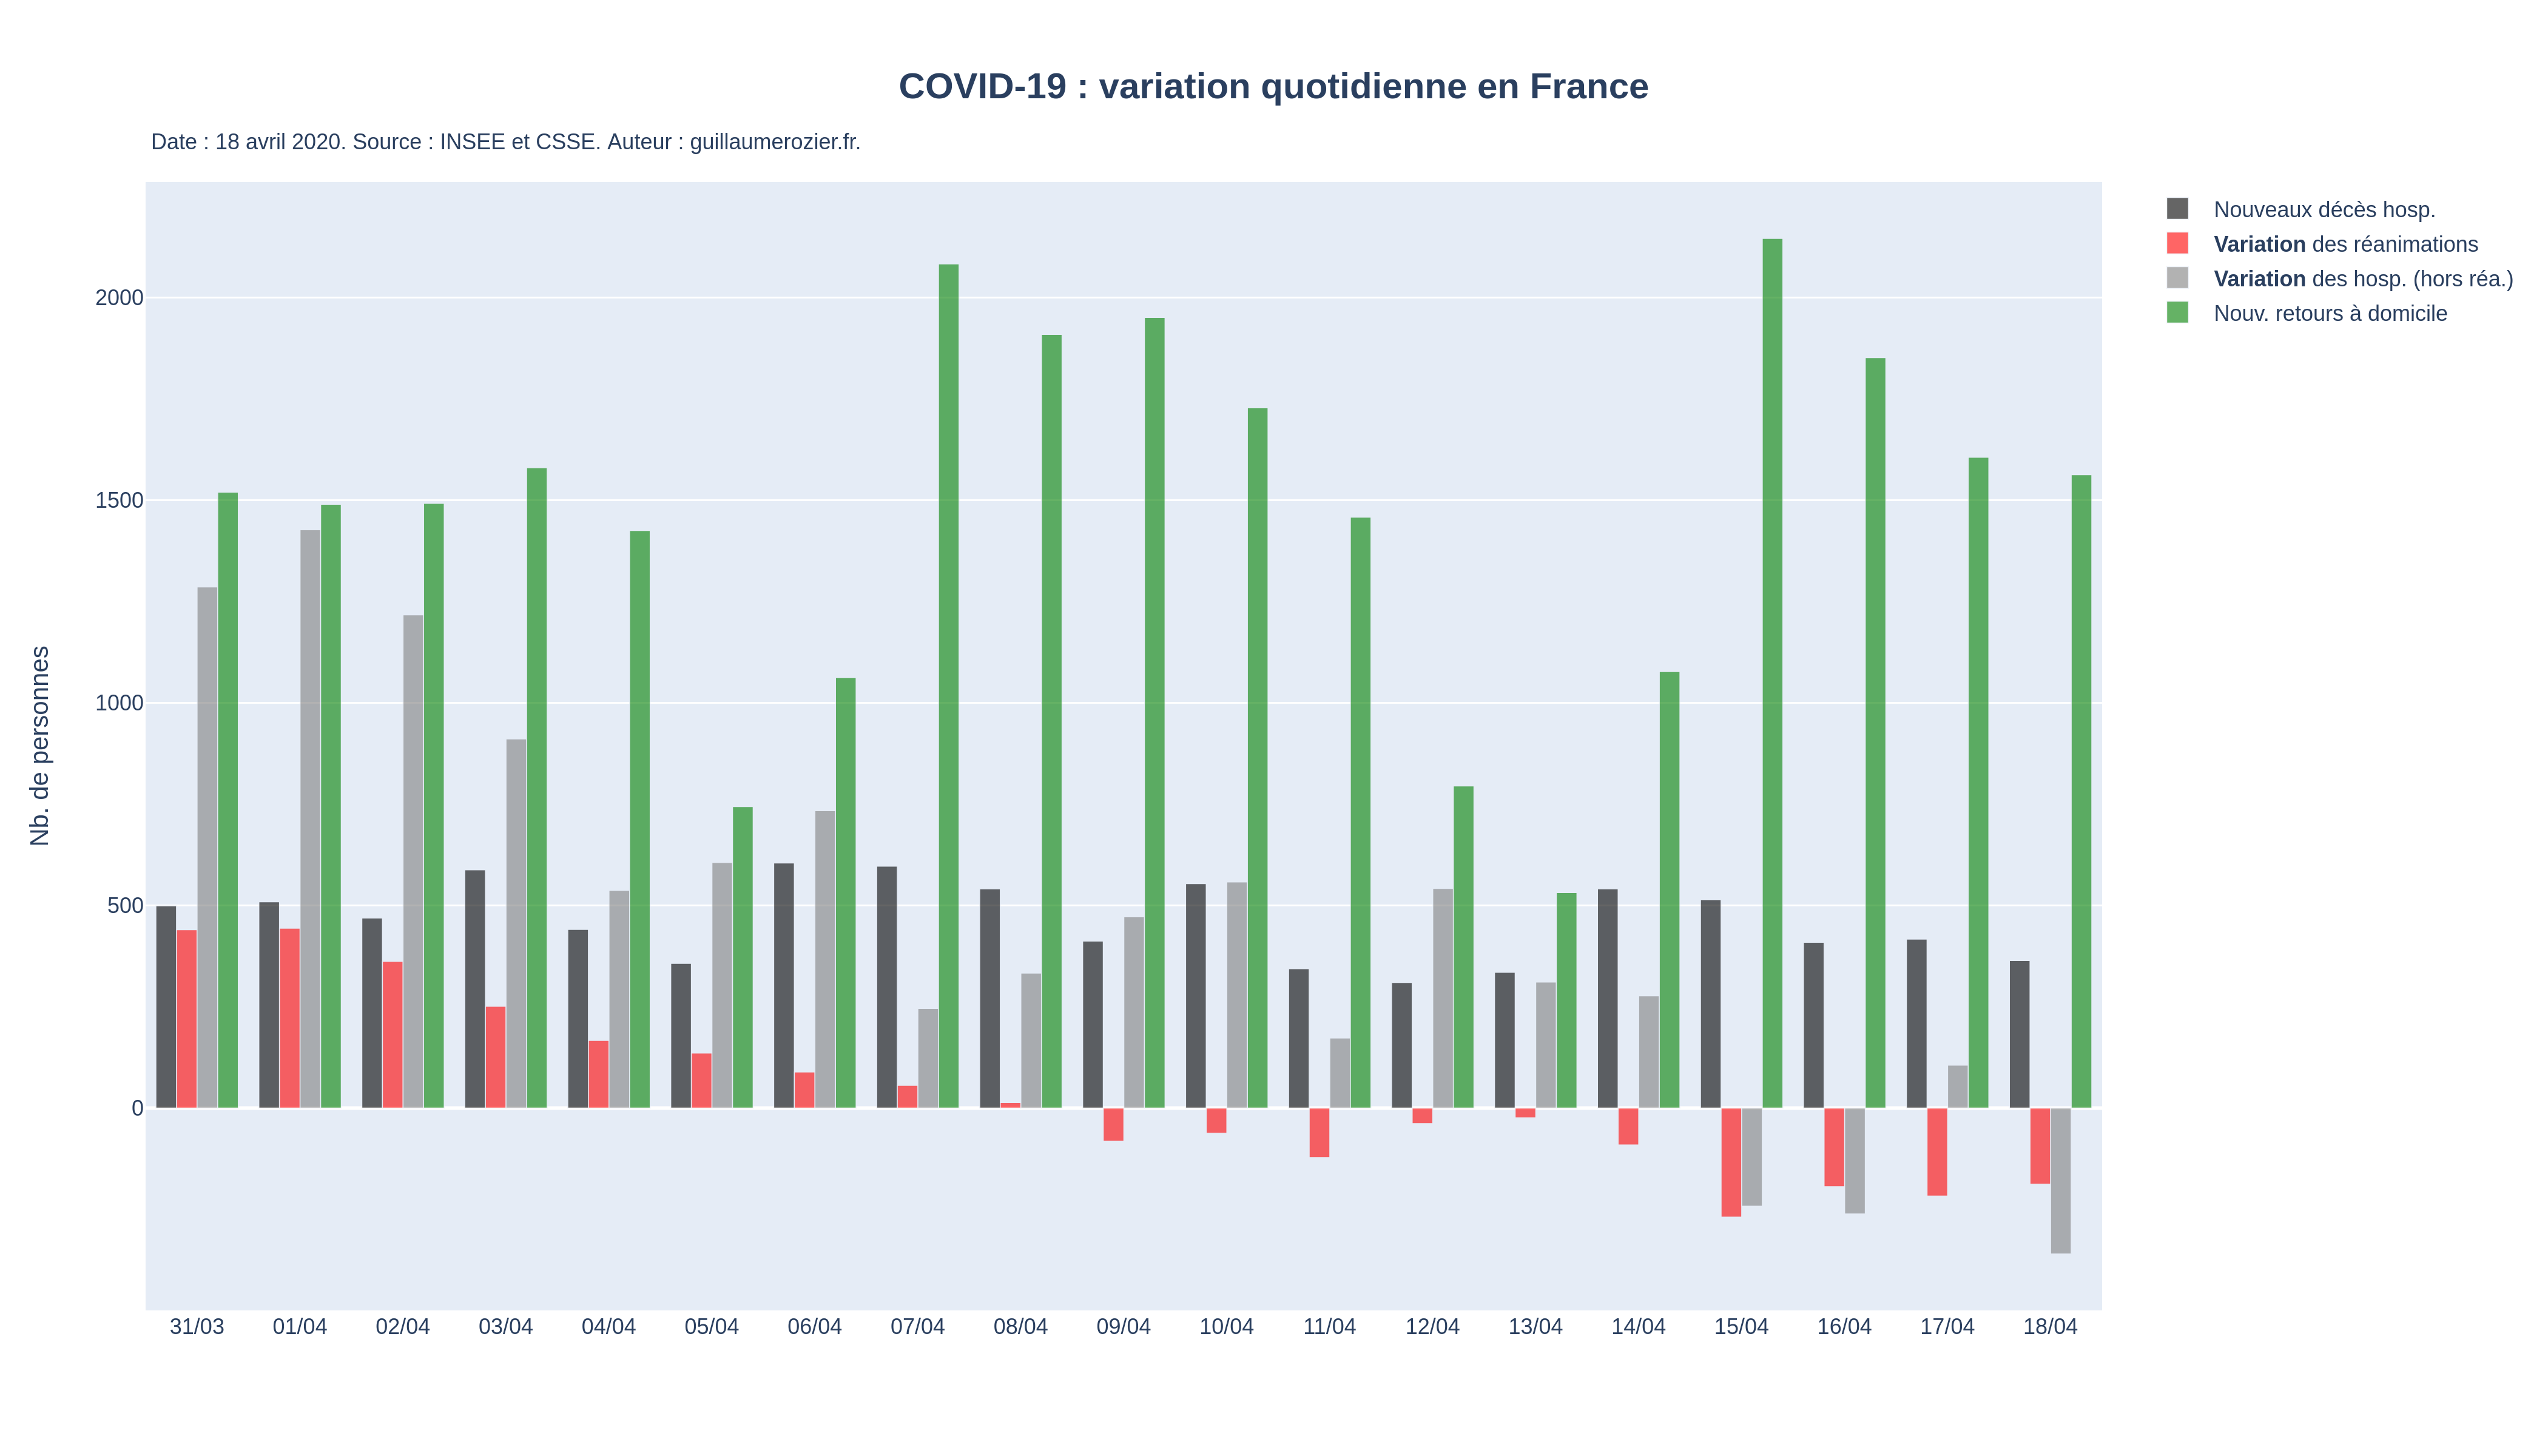 COVID-19 : variation quotidienne en France
Date : 18 avril 2020. Source : INSEE et CSSE. Auteur : guillaumerozier.fr.
Nouveaux décès hosp.
Variation des réanimations
Variation des hosp. (hors réa.)
Nouv. retours à domicile
Nb. de personnes
2000
1500
1000
500
0
31/03 01/04 02/04 03/04 04/04 05/04 06/04 07/04 08/04 09/04 10/04 11/04 12/04 13/04 14/04 15/04 16/04 17/04 18/04